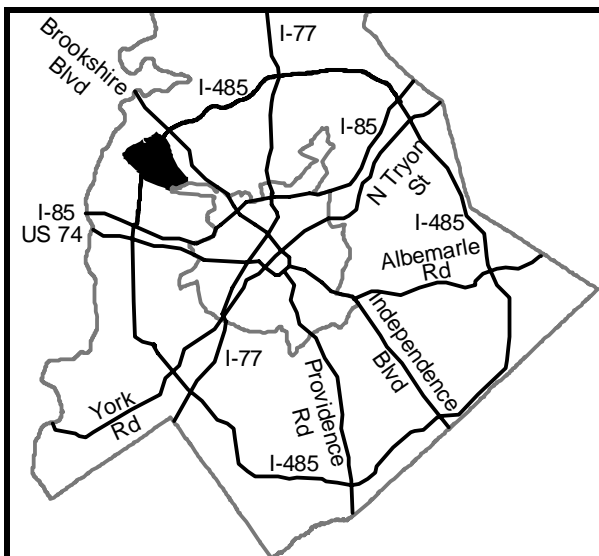 I-77
Brookshire
Blvd
I-485
I-85
N Tryon
St
I-85
US 74
I-485
Albemarle
Rd
Independence
Blvd
I-77
Providence
Rd
York
Rd
I-485